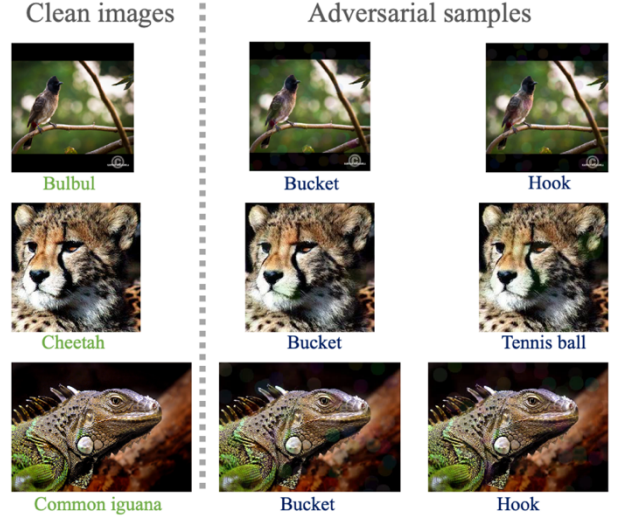 Clean images
Adversarial samples
©
©
©
Bulbul
Bucket
Hook
Cheetah
Bucket
Tennis ball
Common iguana
Bucket
Hook